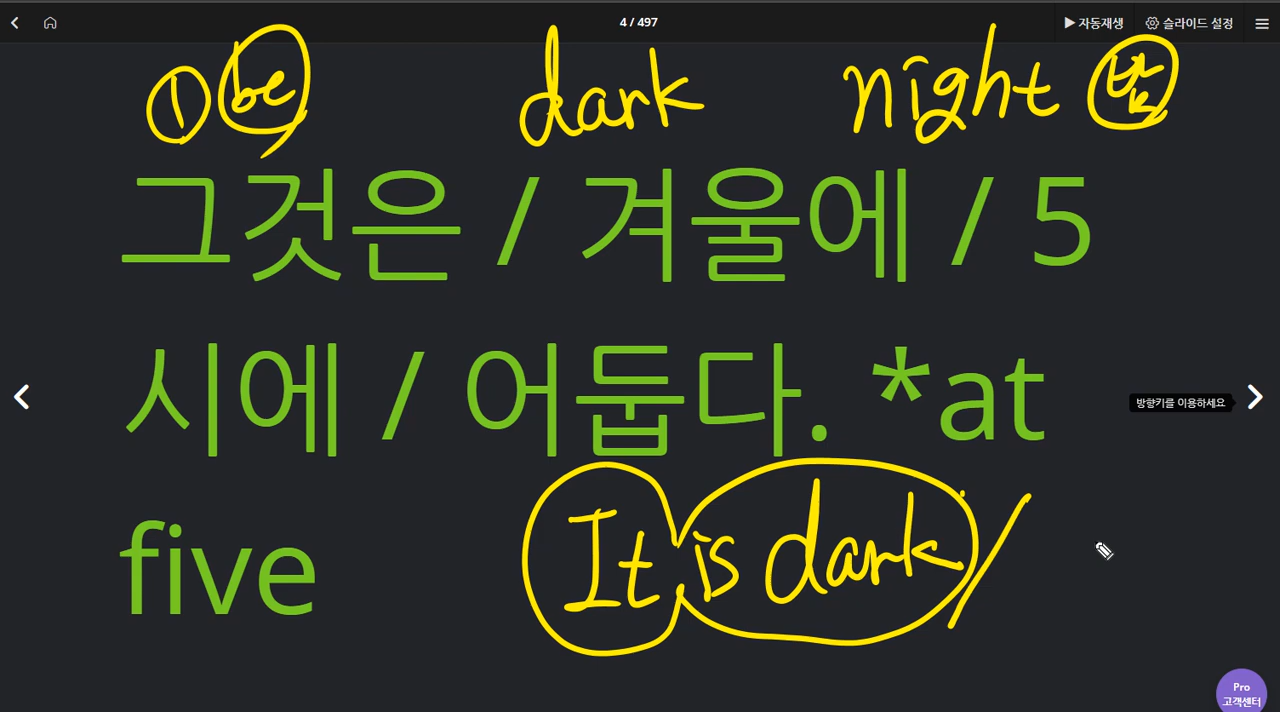 4 / 497
▶ 자동재생
슬라이드 설정
① be
dark
night 밤
그것은 / 겨울에 / 5
시에 / 어둡다. *at
five
방향키를 이용하세요
It is dark /
Pro
고객센터